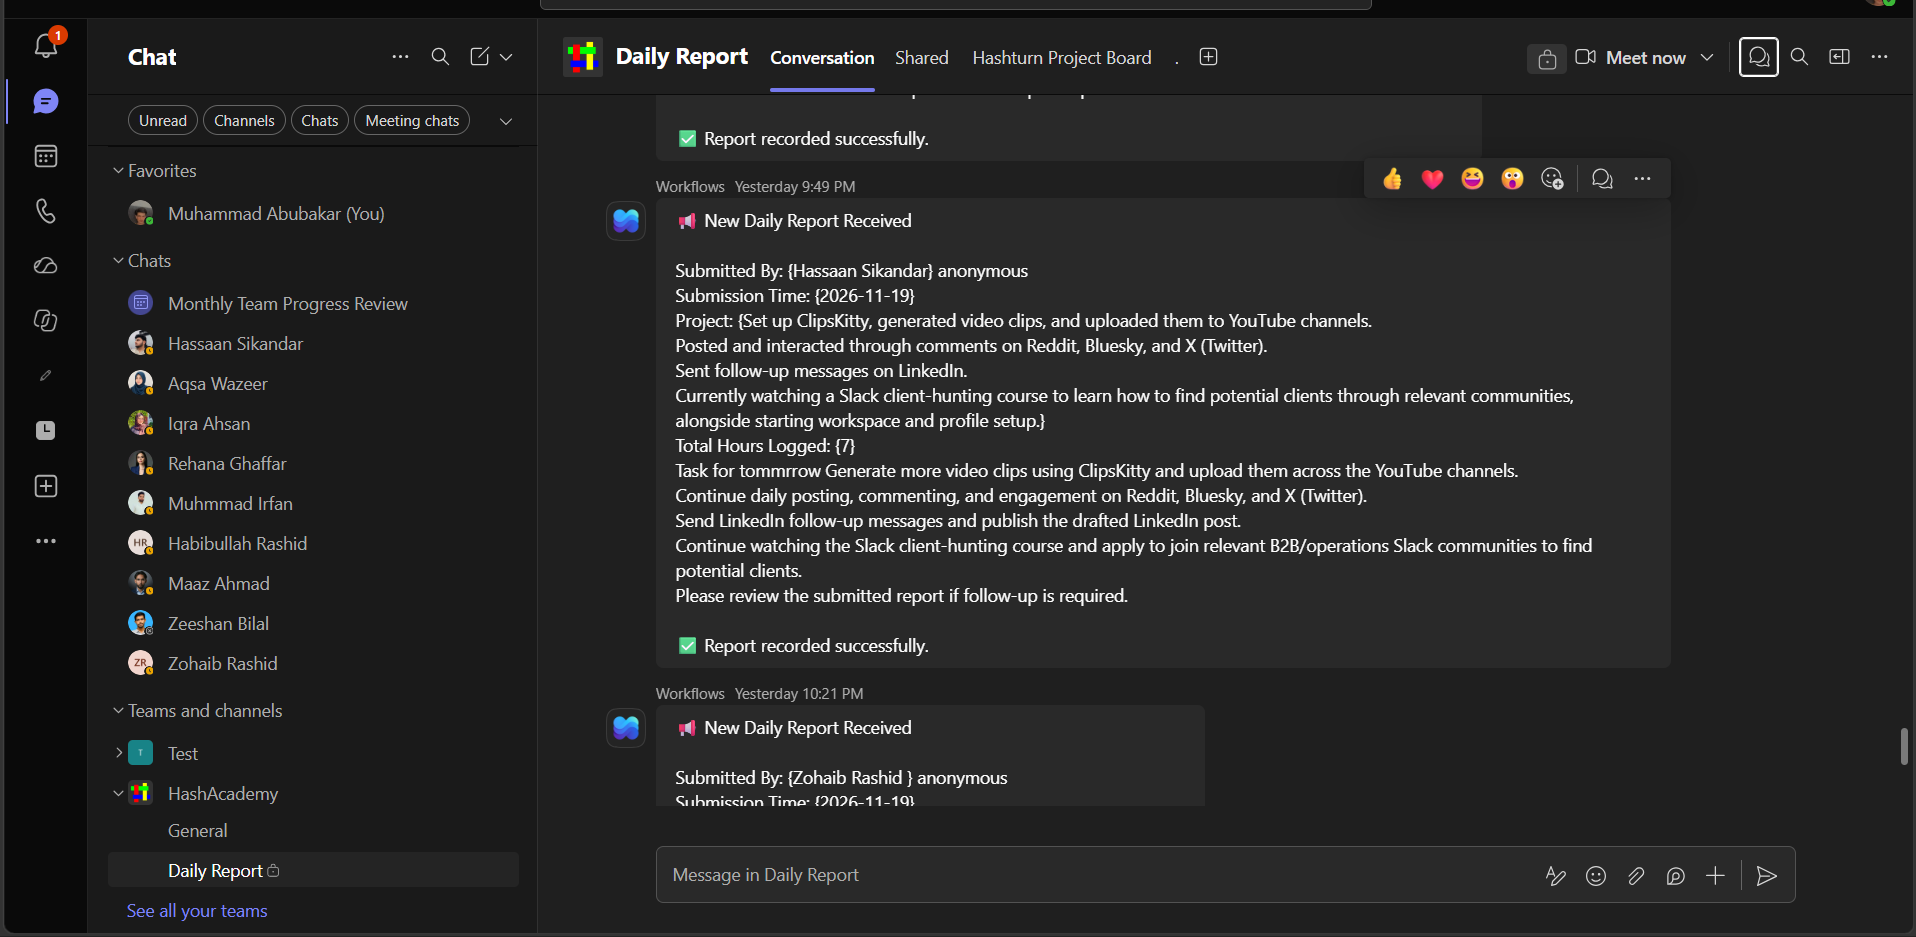 1
Chat
Unread
Channels
Chats
Meeting chats
Favorites
Muhammad Abubakar (You)
Chats
Monthly Team Progress Review
Hassaan Sikandar
Aqsa Wazeer
Iqra Ahsan
Rehana Ghaffar
Muhmmad Irfan
HR
Habibullah Rashid
Maaz Ahmad
Zeeshan Bilal
ZR
Zohaib Rashid
Teams and channels
T
Test
HashAcademy
General
Daily Report
See all your teams
Daily Report
Conversation
Shared
Hashturn Project Board
.
Meet now
✅ Report recorded successfully.
Workflows Yesterday 9:49 PM
New Daily Report Received
Submitted By: {Hassaan Sikandar} anonymous
Submission Time: {2026-11-19}
Project: {Set up ClipsKitty, generated video clips, and uploaded them to YouTube channels.
Posted and interacted through comments on Reddit, Bluesky, and X (Twitter).
Sent follow-up messages on LinkedIn.
Currently watching a Slack client-hunting course to learn how to find potential clients through relevant communities,
alongside starting workspace and profile setup.}
Total Hours Logged: {7}
Task for tommrrow Generate more video clips using ClipsKitty and upload them across the YouTube channels.
Continue daily posting, commenting, and engagement on Reddit, Bluesky, and X (Twitter).
Send LinkedIn follow-up messages and publish the drafted LinkedIn post.
Continue watching the Slack client-hunting course and apply to join relevant B2B/operations Slack communities to find
potential clients.
Please review the submitted report if follow-up is required.
✅ Report recorded successfully.
Workflows Yesterday 10:21 PM
New Daily Report Received
Submitted By: {Zohaib Rashid } anonymous
Submission Time: {2026-11-19}
Message in Daily Report